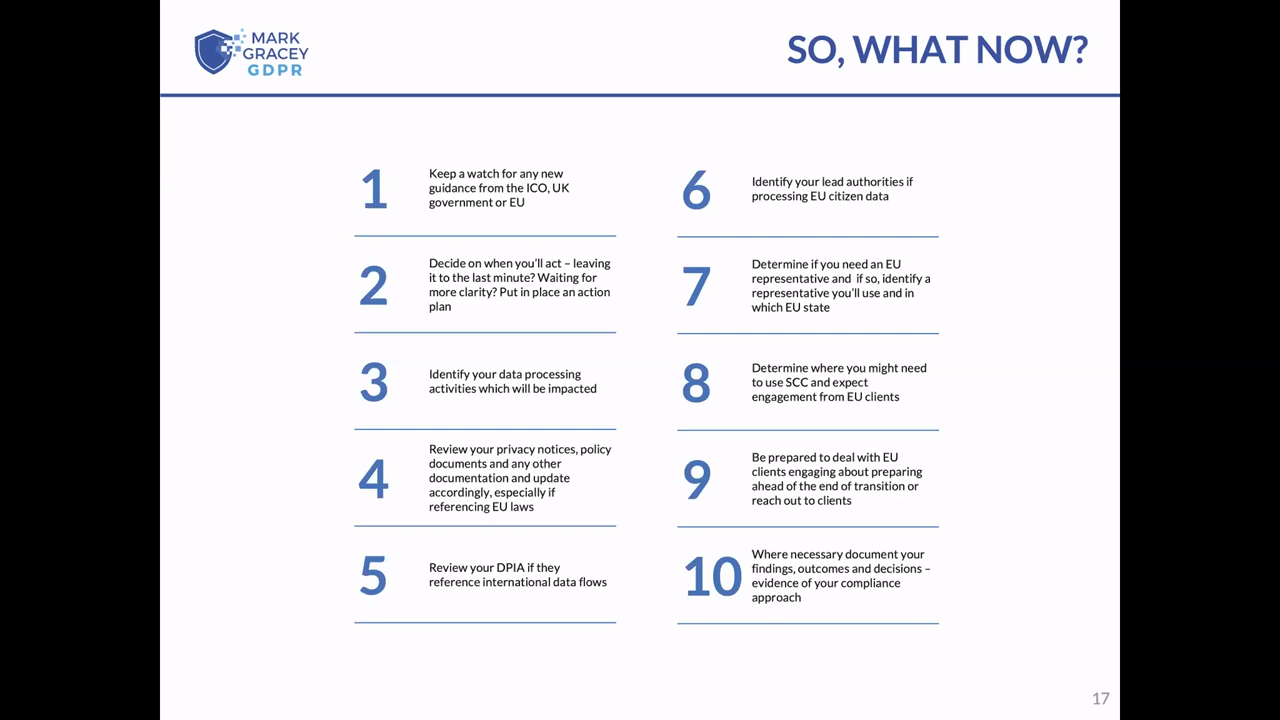 MARK
GRACEY
GDPR
SO, WHAT NOW?
1
Keep a watch for any new
guidance from the ICO, UK
government or EU
2
Decide on when you’ll act – leaving
it to the last minute? Waiting for
more clarity? Put in place an action
plan
3
Identify your data processing
activities which will be impacted
4
Review your privacy notices, policy
documents and any other
documentation and update
accordingly, especially if
referencing EU laws
5
Review your DPIA if they
reference international data flows
6
Identify your lead authorities if
processing EU citizen data
7
Determine if you need an EU
representative and  if so, identify a
representative you’ll use and in
which EU state
8
Determine where you might need
to use SCC and expect
engagement from EU clients
9
Be prepared to deal with EU
clients engaging about preparing
ahead of the end of transition or
reach out to clients
10
Where necessary document your
findings, outcomes and decisions –
evidence of your compliance
approach
17